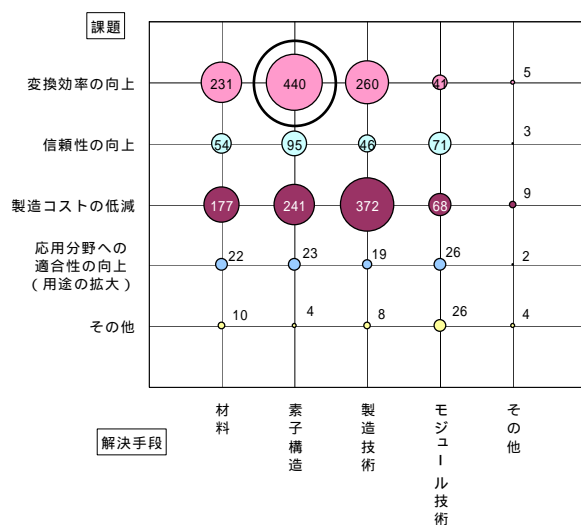 課題
変換効率の向上
231 440 260 41 5
信頼性の向上
54 95 46 71 3
製造コストの低減
177 241 372 68 9
応用分野への
適合性の向上
（用途の拡大）
22 23 19 26 2
その他
10 4 8 26 4
解決手段
材料
素子構造
製造技術
モジュール技術
その他